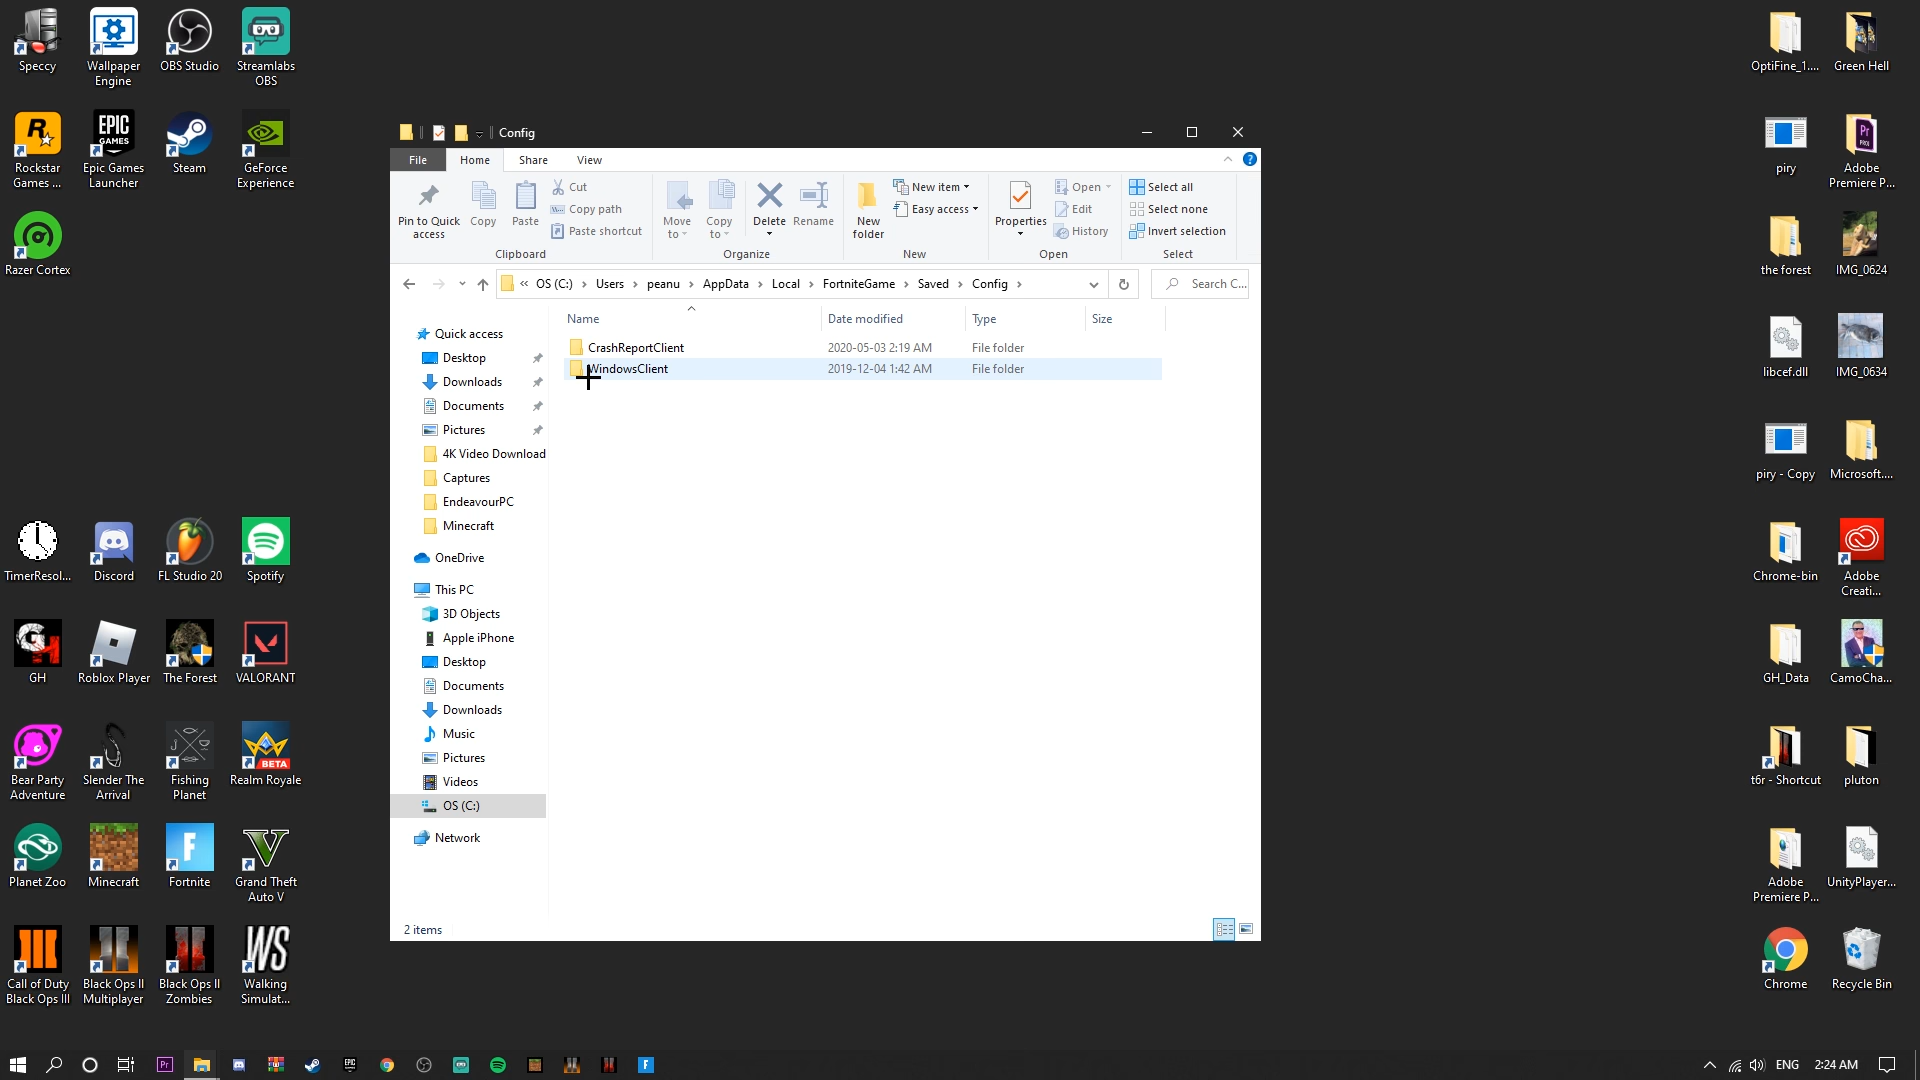 Speccy
Wallpaper
Engine
OBS Studio
Streamlabs
OBS
Rockstar
Games ...
Epic Games
Launcher
Steam
GeForce
Experience
Razer Cortex
TimerResol...
Discord
FL Studio 20
Spotify
GH
Roblox Player
The Forest
VALORANT
Bear Party
Adventure
Slender The
Arrival
Fishing
Planet
BETA
Realm Royale
Planet Zoo
Minecraft
Fortnite
Grand Theft
Auto V
Call of Duty
Black Ops III
Black Ops II
Multiplayer
Black Ops II
Zombies
WS
Walking
Simulat...
Config
File
Home
Share
View
Pin to Quick
access
Copy
Paste
Cut
Copy path
Paste shortcut
Clipboard
Move
to
Copy
to
Delete
Rename
Organize
New
folder
New item
Easy access
New
Properties
Open
Edit
History
Open
Select all
Select none
Invert selection
Select
« OS (C:) › Users › peanu › AppData › Local › FortniteGame › Saved › Config ›
Search C...
Name
Date modified
Type
Size
CrashReportClient 2020-05-03 2:19 AM File folder
WindowsClient 2019-12-04 1:42 AM File folder
Quick access
Desktop
Downloads
Documents
Pictures
4K Video Download
Captures
EndeavourPC
Minecraft
OneDrive
This PC
3D Objects
Apple iPhone
Desktop
Documents
Downloads
Music
Pictures
Videos
OS (C:)
Network
2 items
OptiFine_1....
Green Hell
piry
Adobe
Premiere P...
the forest
IMG_0624
libcef.dll
IMG_0634
piry - Copy
Microsoft....
Chrome-bin
Adobe
Creati...
GH_Data
CamoCha...
t6r - Shortcut
pluton
Adobe
Premiere P...
UnityPlayer...
Chrome
Recycle Bin
ENG
2:24 AM